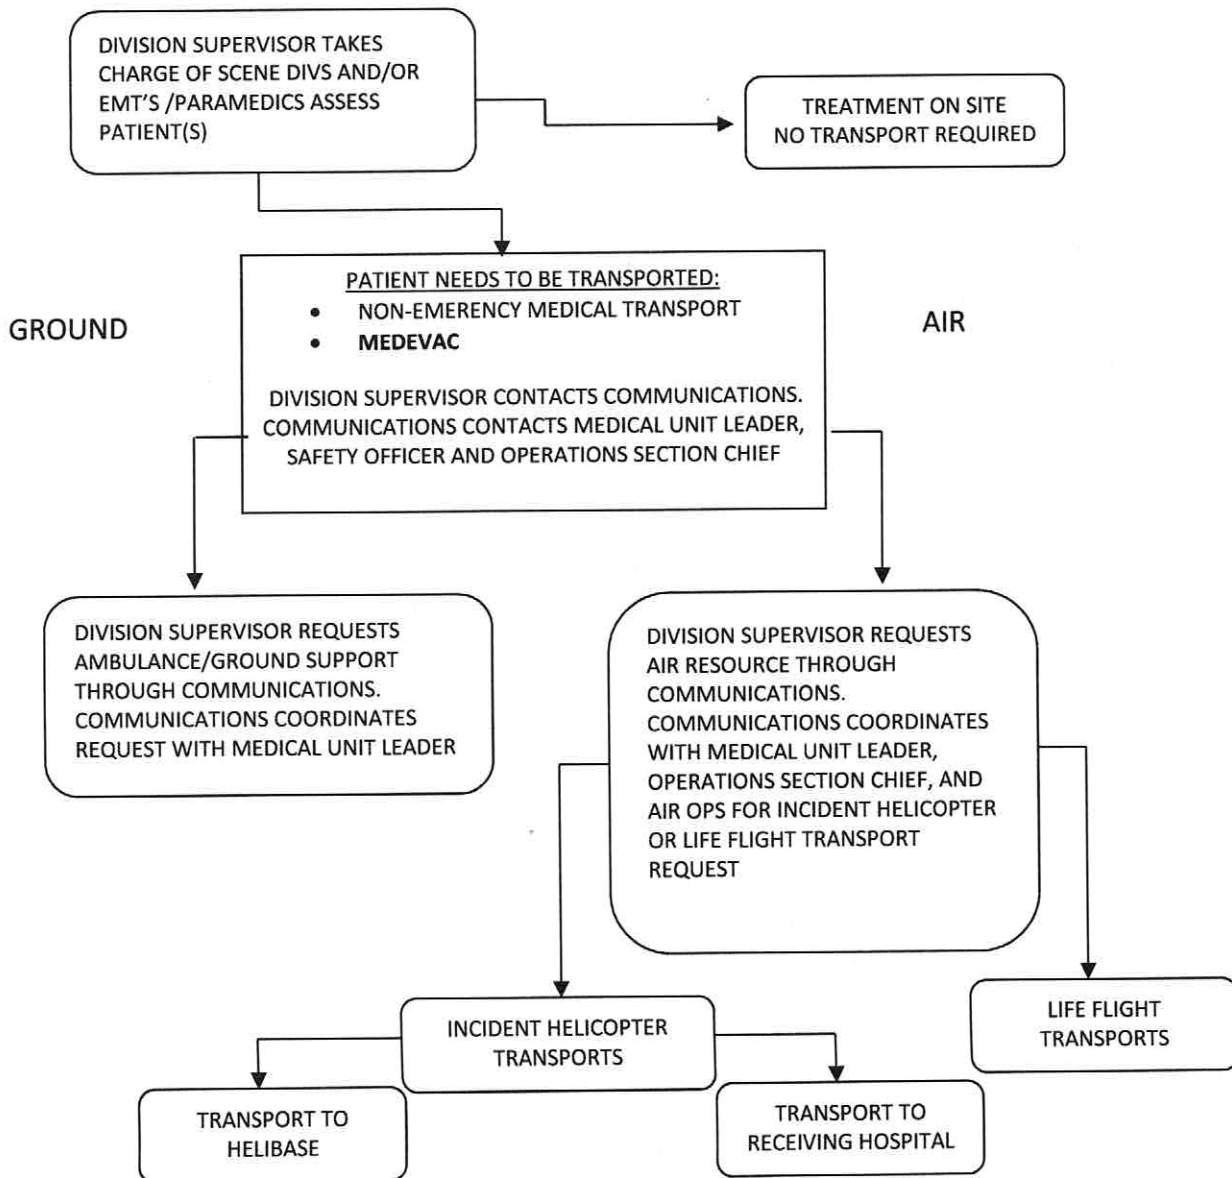 DIVISION SUPERVISOR TAKES
CHARGE OF SCENE DIVS AND/OR
EMT'S /PARAMEDICS ASSESS
PATIENT(S)
TREATMENT ON SITE
NO TRANSPORT REQUIRED
PATIENT NEEDS TO BE TRANSPORTED:
• NON-EMERENCY MEDICAL TRANSPORT
• MEDEVAC
DIVISION SUPERVISOR CONTACTS COMMUNICATIONS.
COMMUNICATIONS CONTACTS MEDICAL UNIT LEADER,
SAFETY OFFICER AND OPERATIONS SECTION CHIEF
GROUND
AIR
DIVISION SUPERVISOR REQUESTS
AMBULANCE/GROUND SUPPORT
THROUGH COMMUNICATIONS.
COMMUNICATIONS COORDINATES
REQUEST WITH MEDICAL UNIT LEADER
DIVISION SUPERVISOR REQUESTS
AIR RESOURCE THROUGH
COMMUNICATIONS.
COMMUNICATIONS COORDINATES
WITH MEDICAL UNIT LEADER,
OPERATIONS SECTION CHIEF, AND
AIR OPS FOR INCIDENT HELICOPTER
OR LIFE FLIGHT TRANSPORT
REQUEST
INCIDENT HELICOPTER
TRANSPORTS
LIFE FLIGHT
TRANSPORTS
TRANSPORT TO
HELIBASE
TRANSPORT TO
RECEIVING HOSPITAL